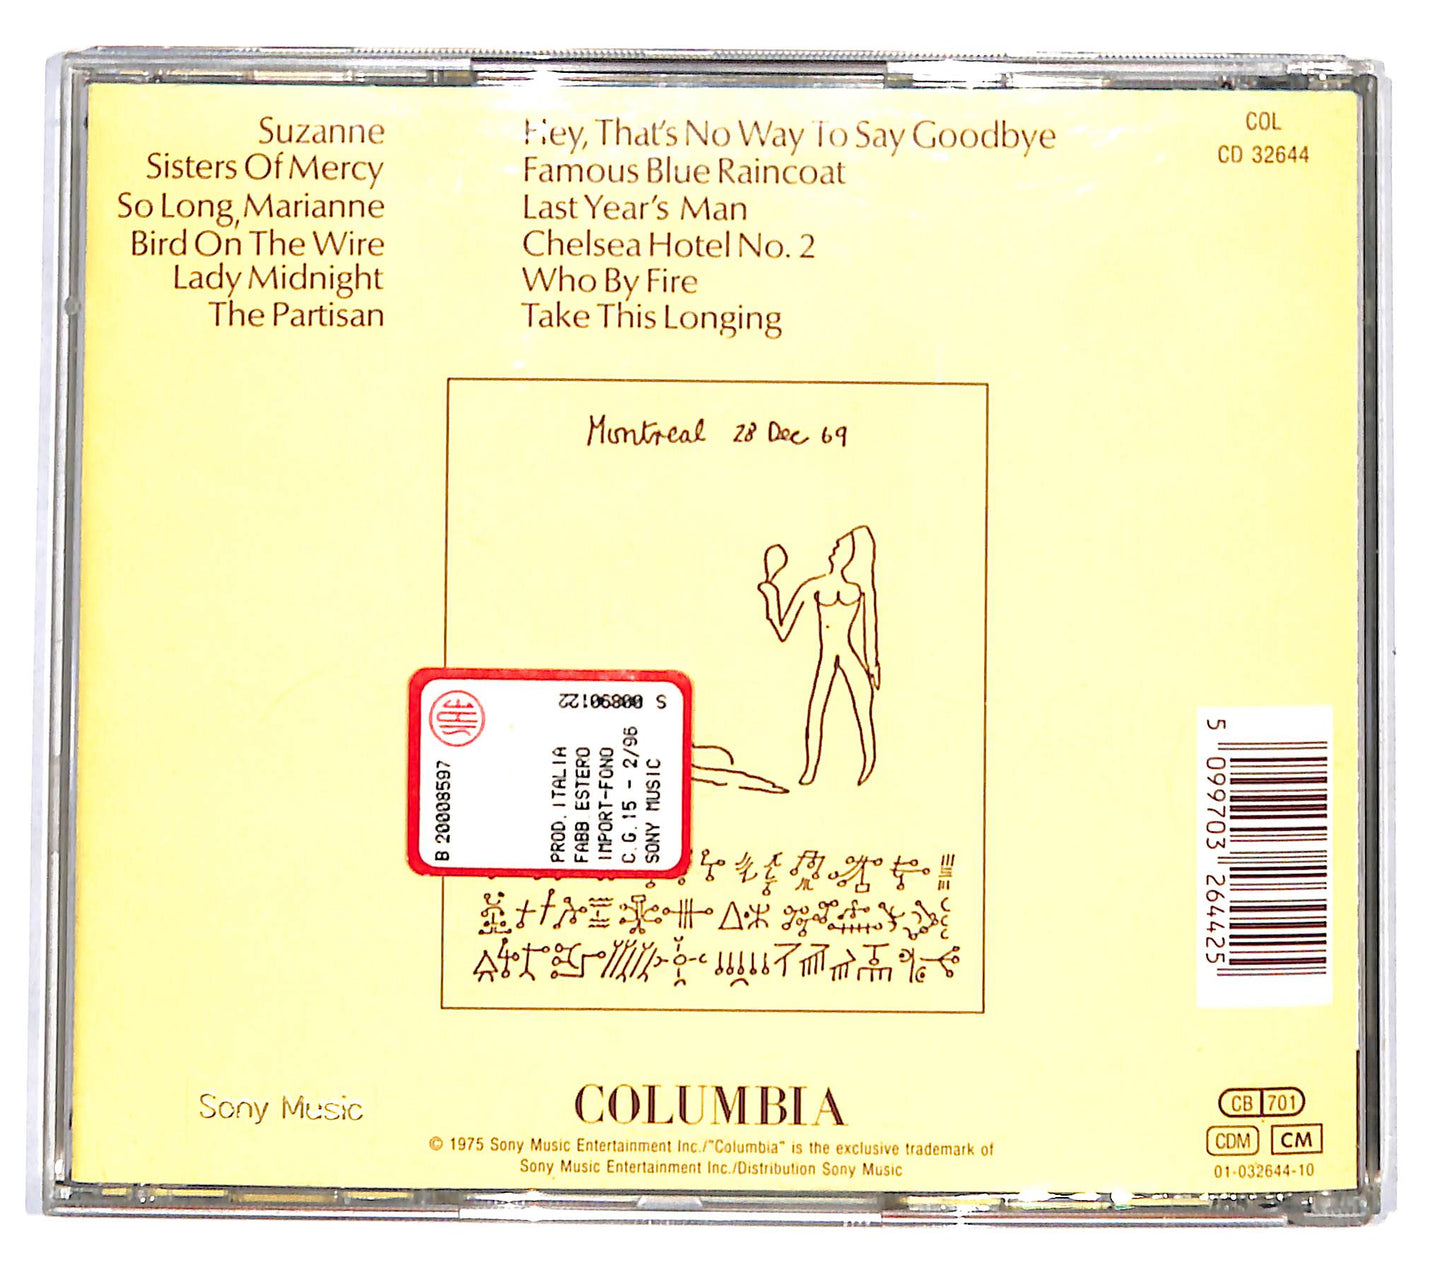 Suzanne
Sisters Of Mercy
So Long, Marianne
Bird On The Wire
Lady Midnight
The Partisan
Hey, That's No Way To Say Goodbye
Famous Blue Raincoat
Last Year's Man
Chelsea Hotel No. 2
Who By Fire
Take This Longing
COL
CD 32644
Montreal 28 Dec 69
SIAE
S 000890122
B 20008597
PROD. ITALIA
FABB ESTERO
IMPORT-FONO
C.G.15 - 2/96
SONY MUSIC
5 099703 264425
Sony Music
COLUMBIA
© 1975 Sony Music Entertainment Inc./"Columbia" is the exclusive trademark of
Sony Music Entertainment Inc./Distribution Sony Music
CB 701
CDM CM
01-032644-10